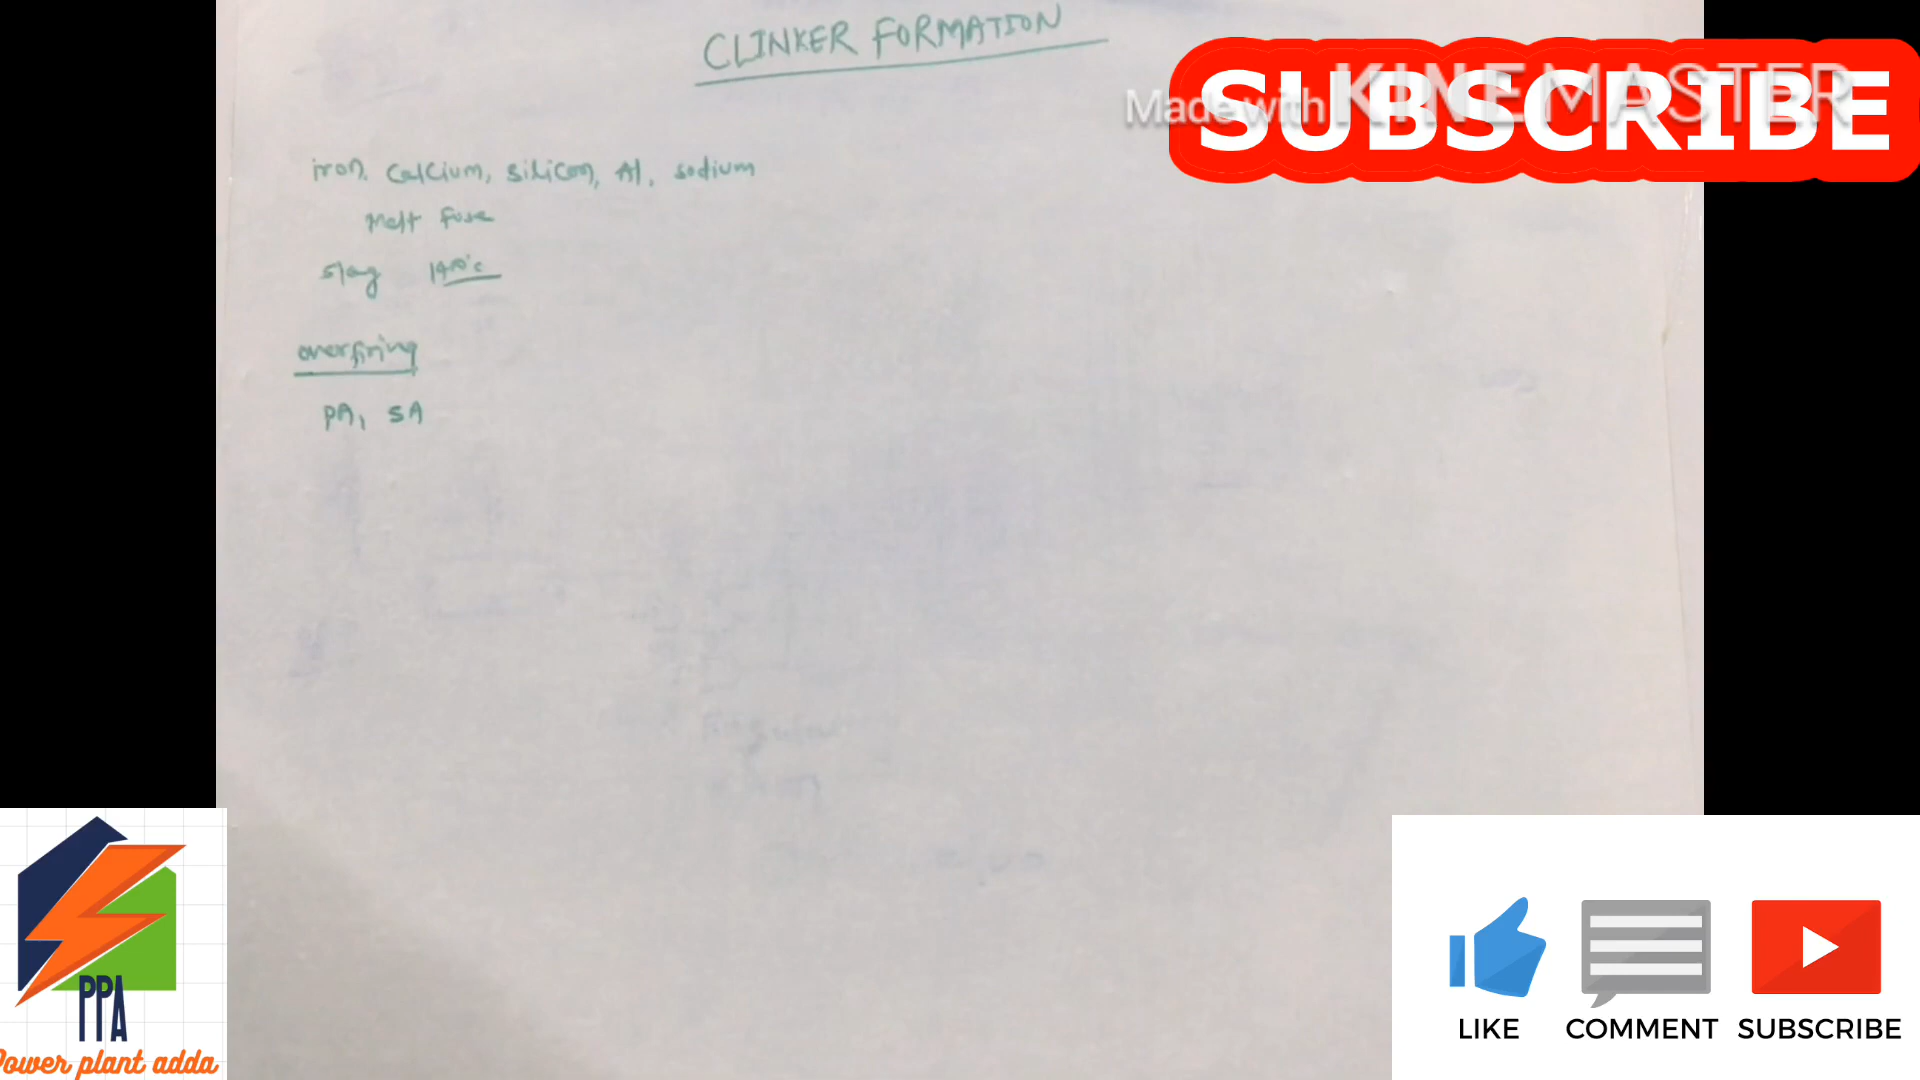 CLINKER FORMATION
SUBSCRIBE
Made with KINEMASTER
iron, calcium, silicon, Al, sodium
Melt fuse
slag 1400°C
overfiring
PA, SA
PPA
Power plant adda
LIKE COMMENT SUBSCRIBE